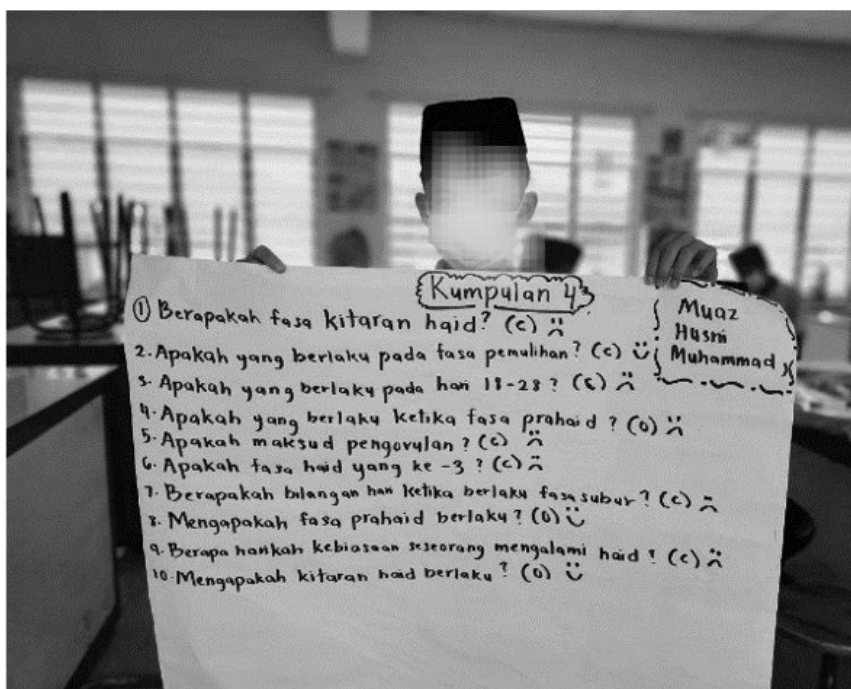 Kumpulan 4
Muaz
Husni
Muhammad
① Berapakah fasa kitaran haid? (c) ☹
2. Apakah yang berlaku pada fasa pemulihan? (c) ☺
3. Apakah yang berlaku pada hari 18-28? (c) ☹
4. Apakah yang berlaku ketika fasa prahaid? (O) ☹
5. Apakah maksud pengovulan? (c) ☹
6. Apakah fasa haid yang ke -3? (c) ☹
7. Berapakah bilangan hari ketika berlaku fasa subur? (c) ☹
8. Mengapakah fasa prahaid berlaku? (O) ☺
9. Berapa harikah kebiasaan seseorang mengalami haid? (c) ☹
10. Mengapakah kitaran haid berlaku? (O) ☺